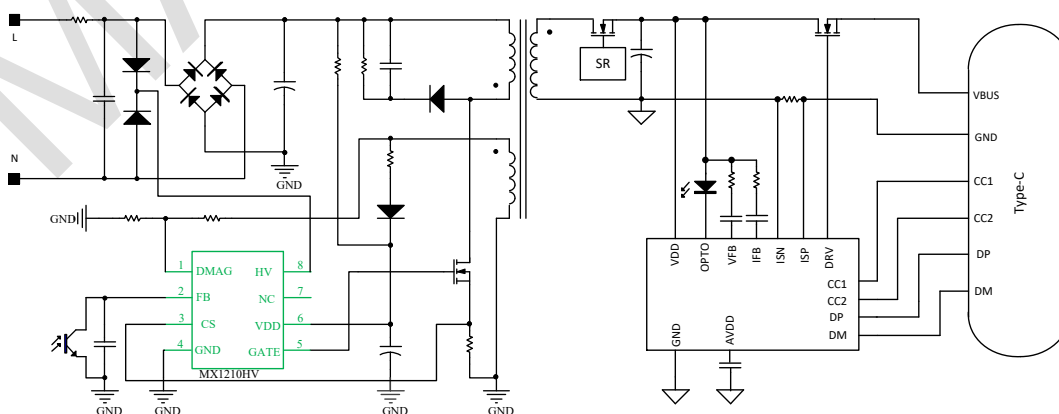 L
SR
VBUS
GND
N
GND
GND
CC1
Type-C
CC2
GND
VDD
OPTO
VFB
IFB
ISN
ISP
DRV
DP
1 DMAG HV 8
CC1
2 FB NC 7
CC2
DM
DP
3 CS VDD 6
DM
4 GND GATE 5
GND
AVDD
MX1210HV
GND
GND
GND
GND